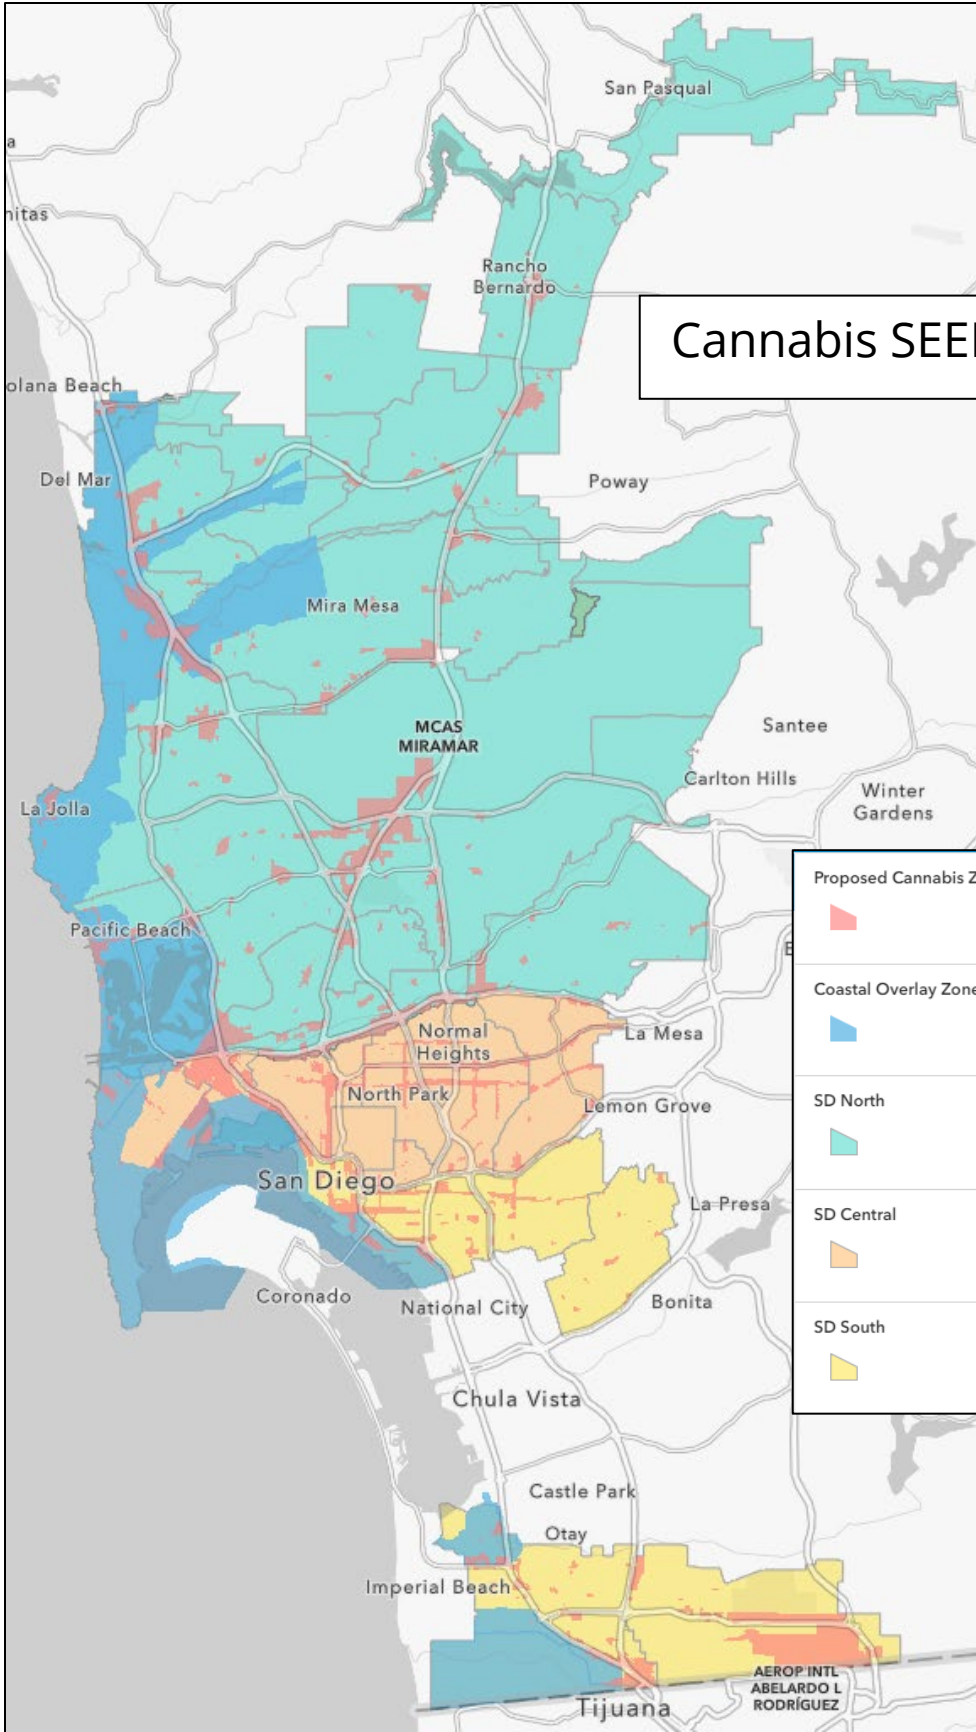 San Pasqual
a
nitas
Rancho
Bernardo
Cannabis SEE
olana Beach
Del Mar
Poway
Mira Mesa
MCAS
MIRAMAR
Santee
Carlton Hills
Winter
Gardens
La Jolla
Proposed Cannabis Z
Pacific Beach
Coastal Overlay Zone
Normal
Heights
La Mesa
North Park
Lemon Grove
SD North
San Diego
La Presa
SD Central
Coronado
National City
Bonita
SD South
Chula Vista
Castle Park
Otay
Imperial Beach
AEROP INTL
ABELARDO L
RODRÍGUEZ
Tijuana